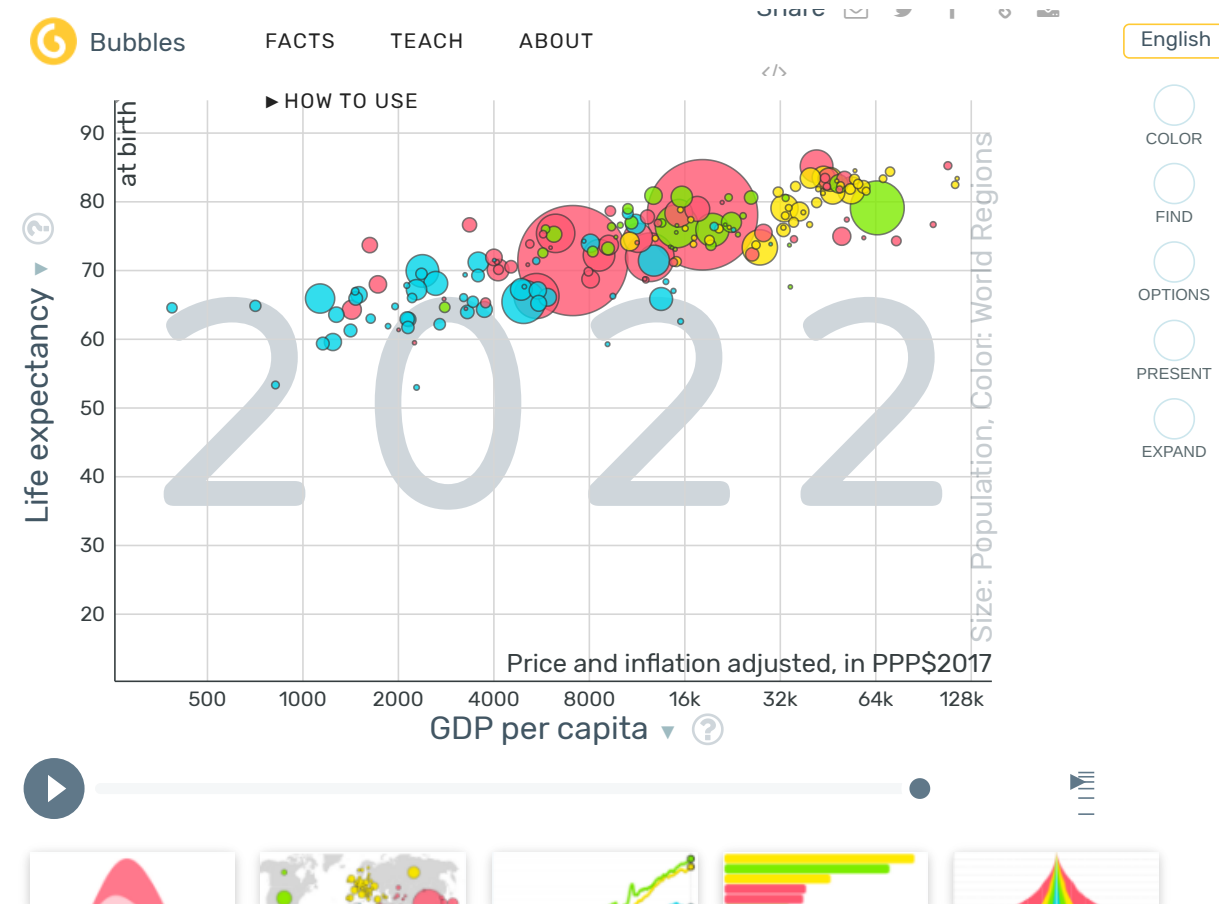 Share
Bubbles
FACTS TEACH ABOUT
English
</>
▶ HOW TO USE
COLOR
FIND
OPTIONS
PRESENT
EXPAND
at birth
Life expectancy ▼ ?
90
80
70
60
50
40
30
20
2022
Size: Population, Color: World Regions
Price and inflation adjusted, in PPP$2017
500 1000 2000 4000 8000 16k 32k 64k 128k
GDP per capita ▼ ?